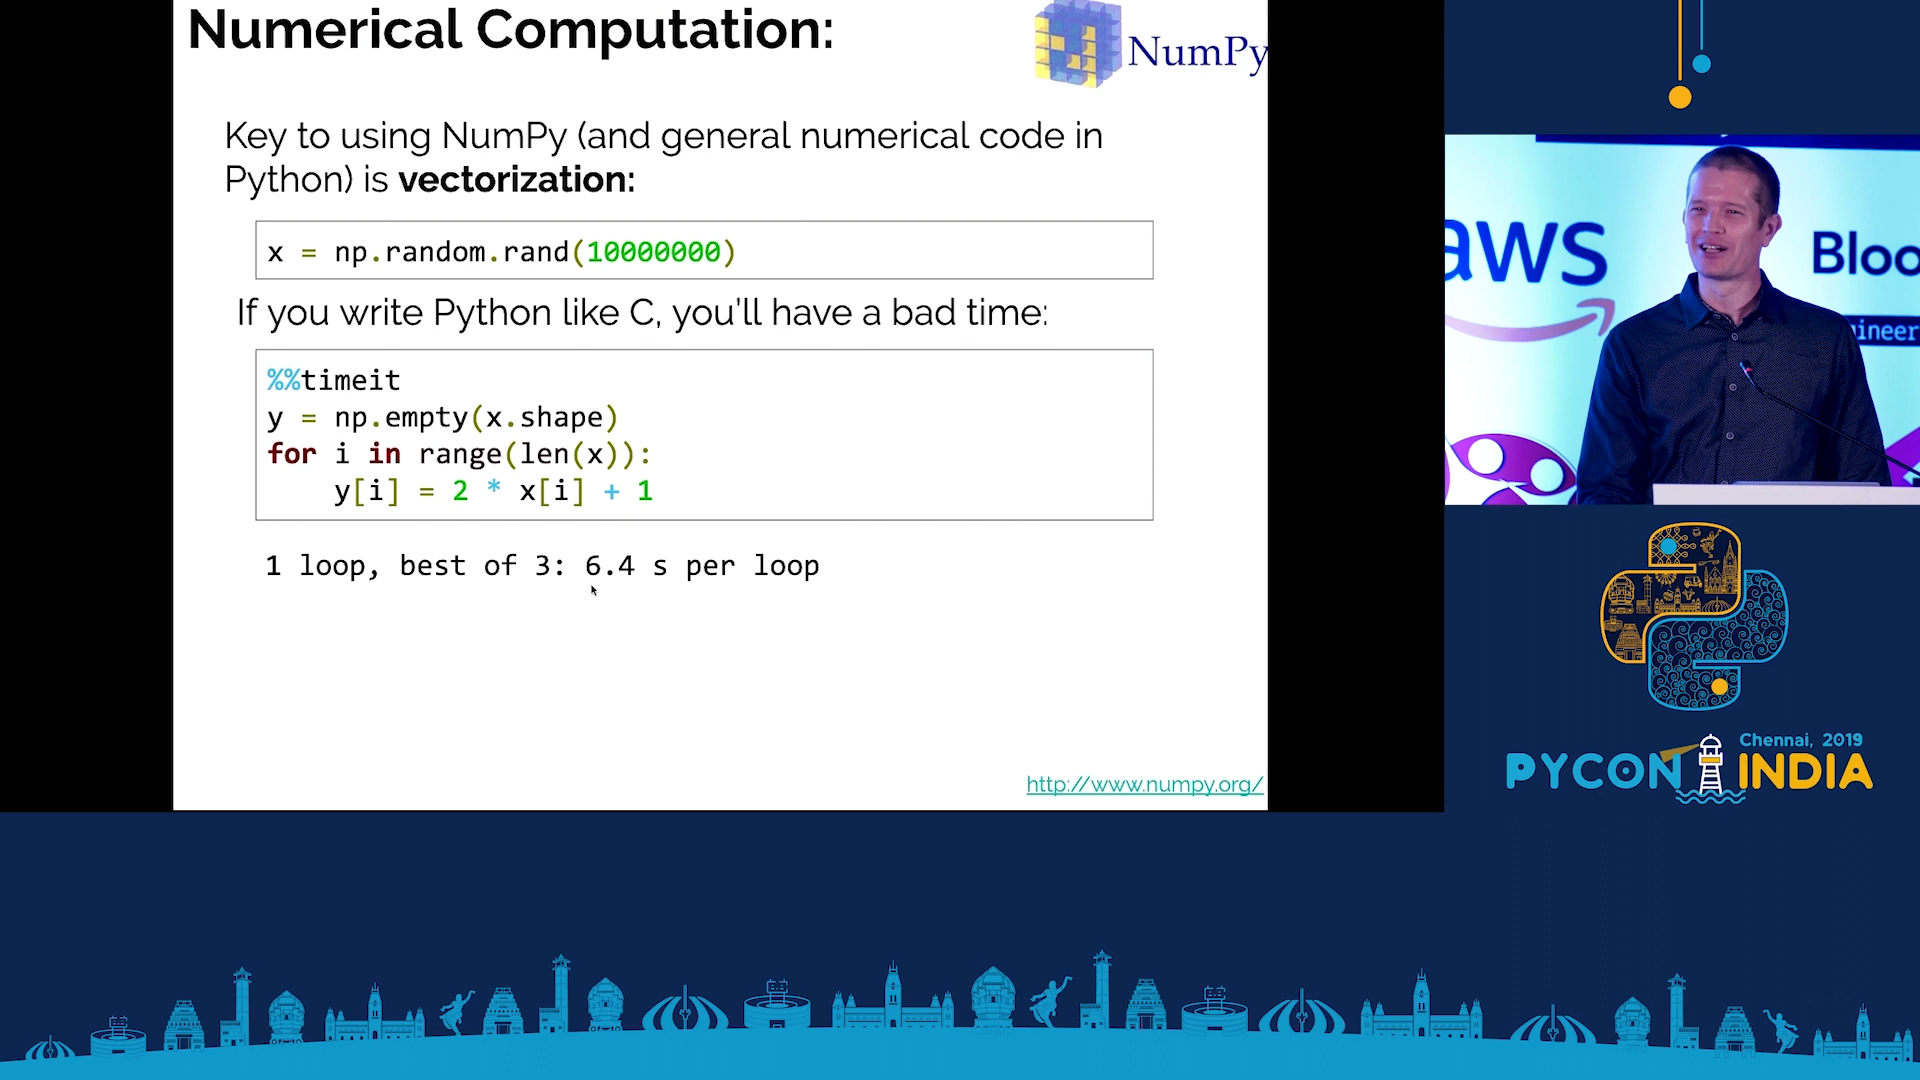 Numerical Computation:
NumPy
Key to using NumPy (and general numerical code in
Python) is vectorization:
x = np.random.rand(10000000)
If you write Python like C, you'll have a bad time:
%%timeit
y = np.empty(x.shape)
for i in range(len(x)):
    y[i] = 2 * x[i] + 1
1 loop, best of 3: 6.4 s per loop
http://www.numpy.org/
aws
Bloo
ineer
Chennai, 2019
PYCON INDIA